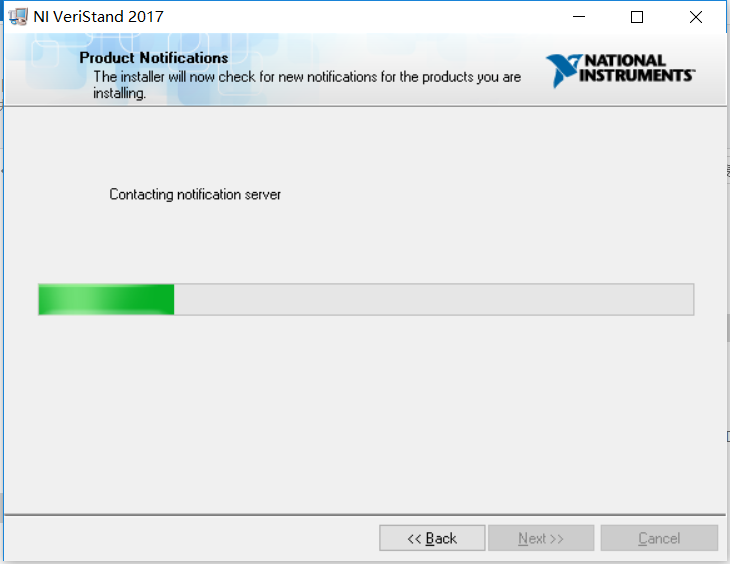 NI VeriStand 2017
Product Notifications
The installer will now check for new notifications for the products you are
installing.
NATIONAL
INSTRUMENTS™
Contacting notification server
<< Back
Next >>
Cancel